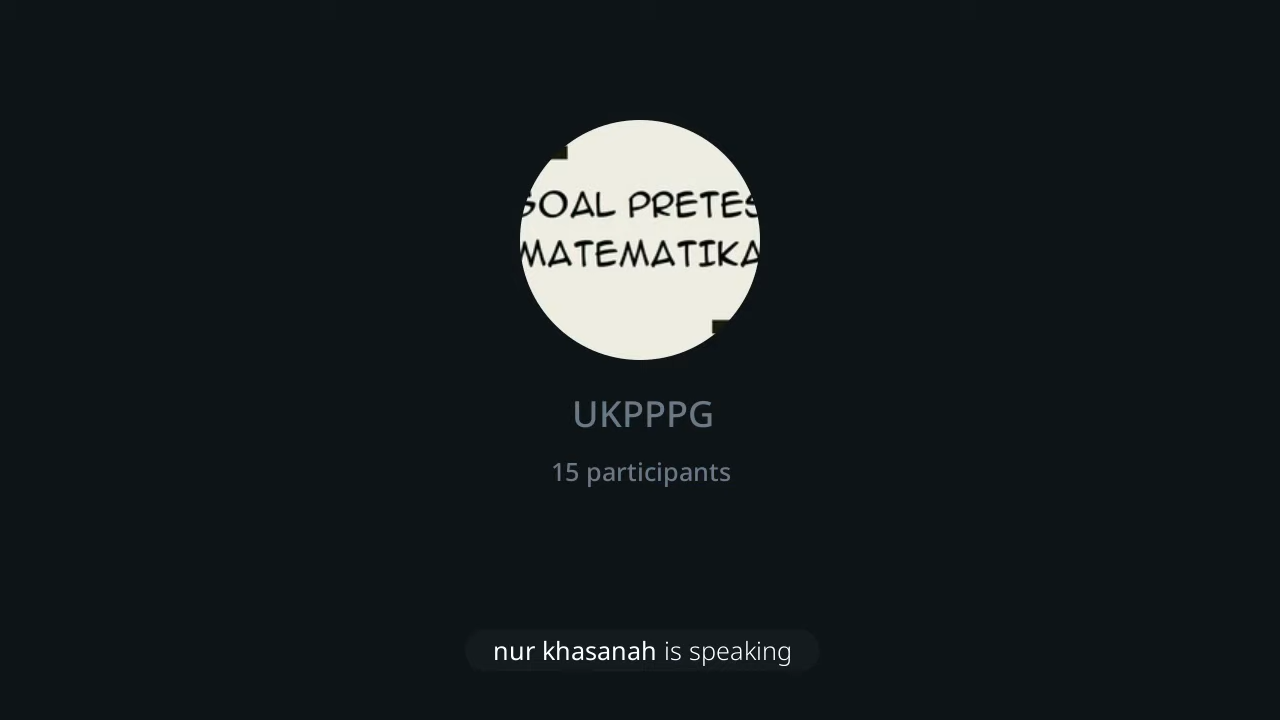 SOAL PRETES
MATEMATIKA
UKPPPG
15 participants
nur khasanah is speaking